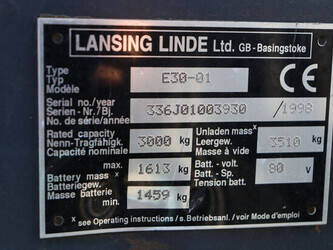 LANSING LINDE Ltd. GB-Basingstoke
Type
Typ E30-01
Modèle
CE
Serial no./year
Serien-Nr./Bj. 336J01003930 /1998
No. de série/année
Rated capacity Unladen mass x
Nenn-Tragfähigk. 3000 kg Leergew. x 3510 kg
Capacité nominale Masse à vide
max. 1613 kg Batt.- volt.
Battery mass x Batt.- Sp. 80 V
Batteriegew. Tension batt.
Masse batterie 1459 kg
min.
x see Operating instructions / s.Betriebsanl. / voir Mode d'emploi